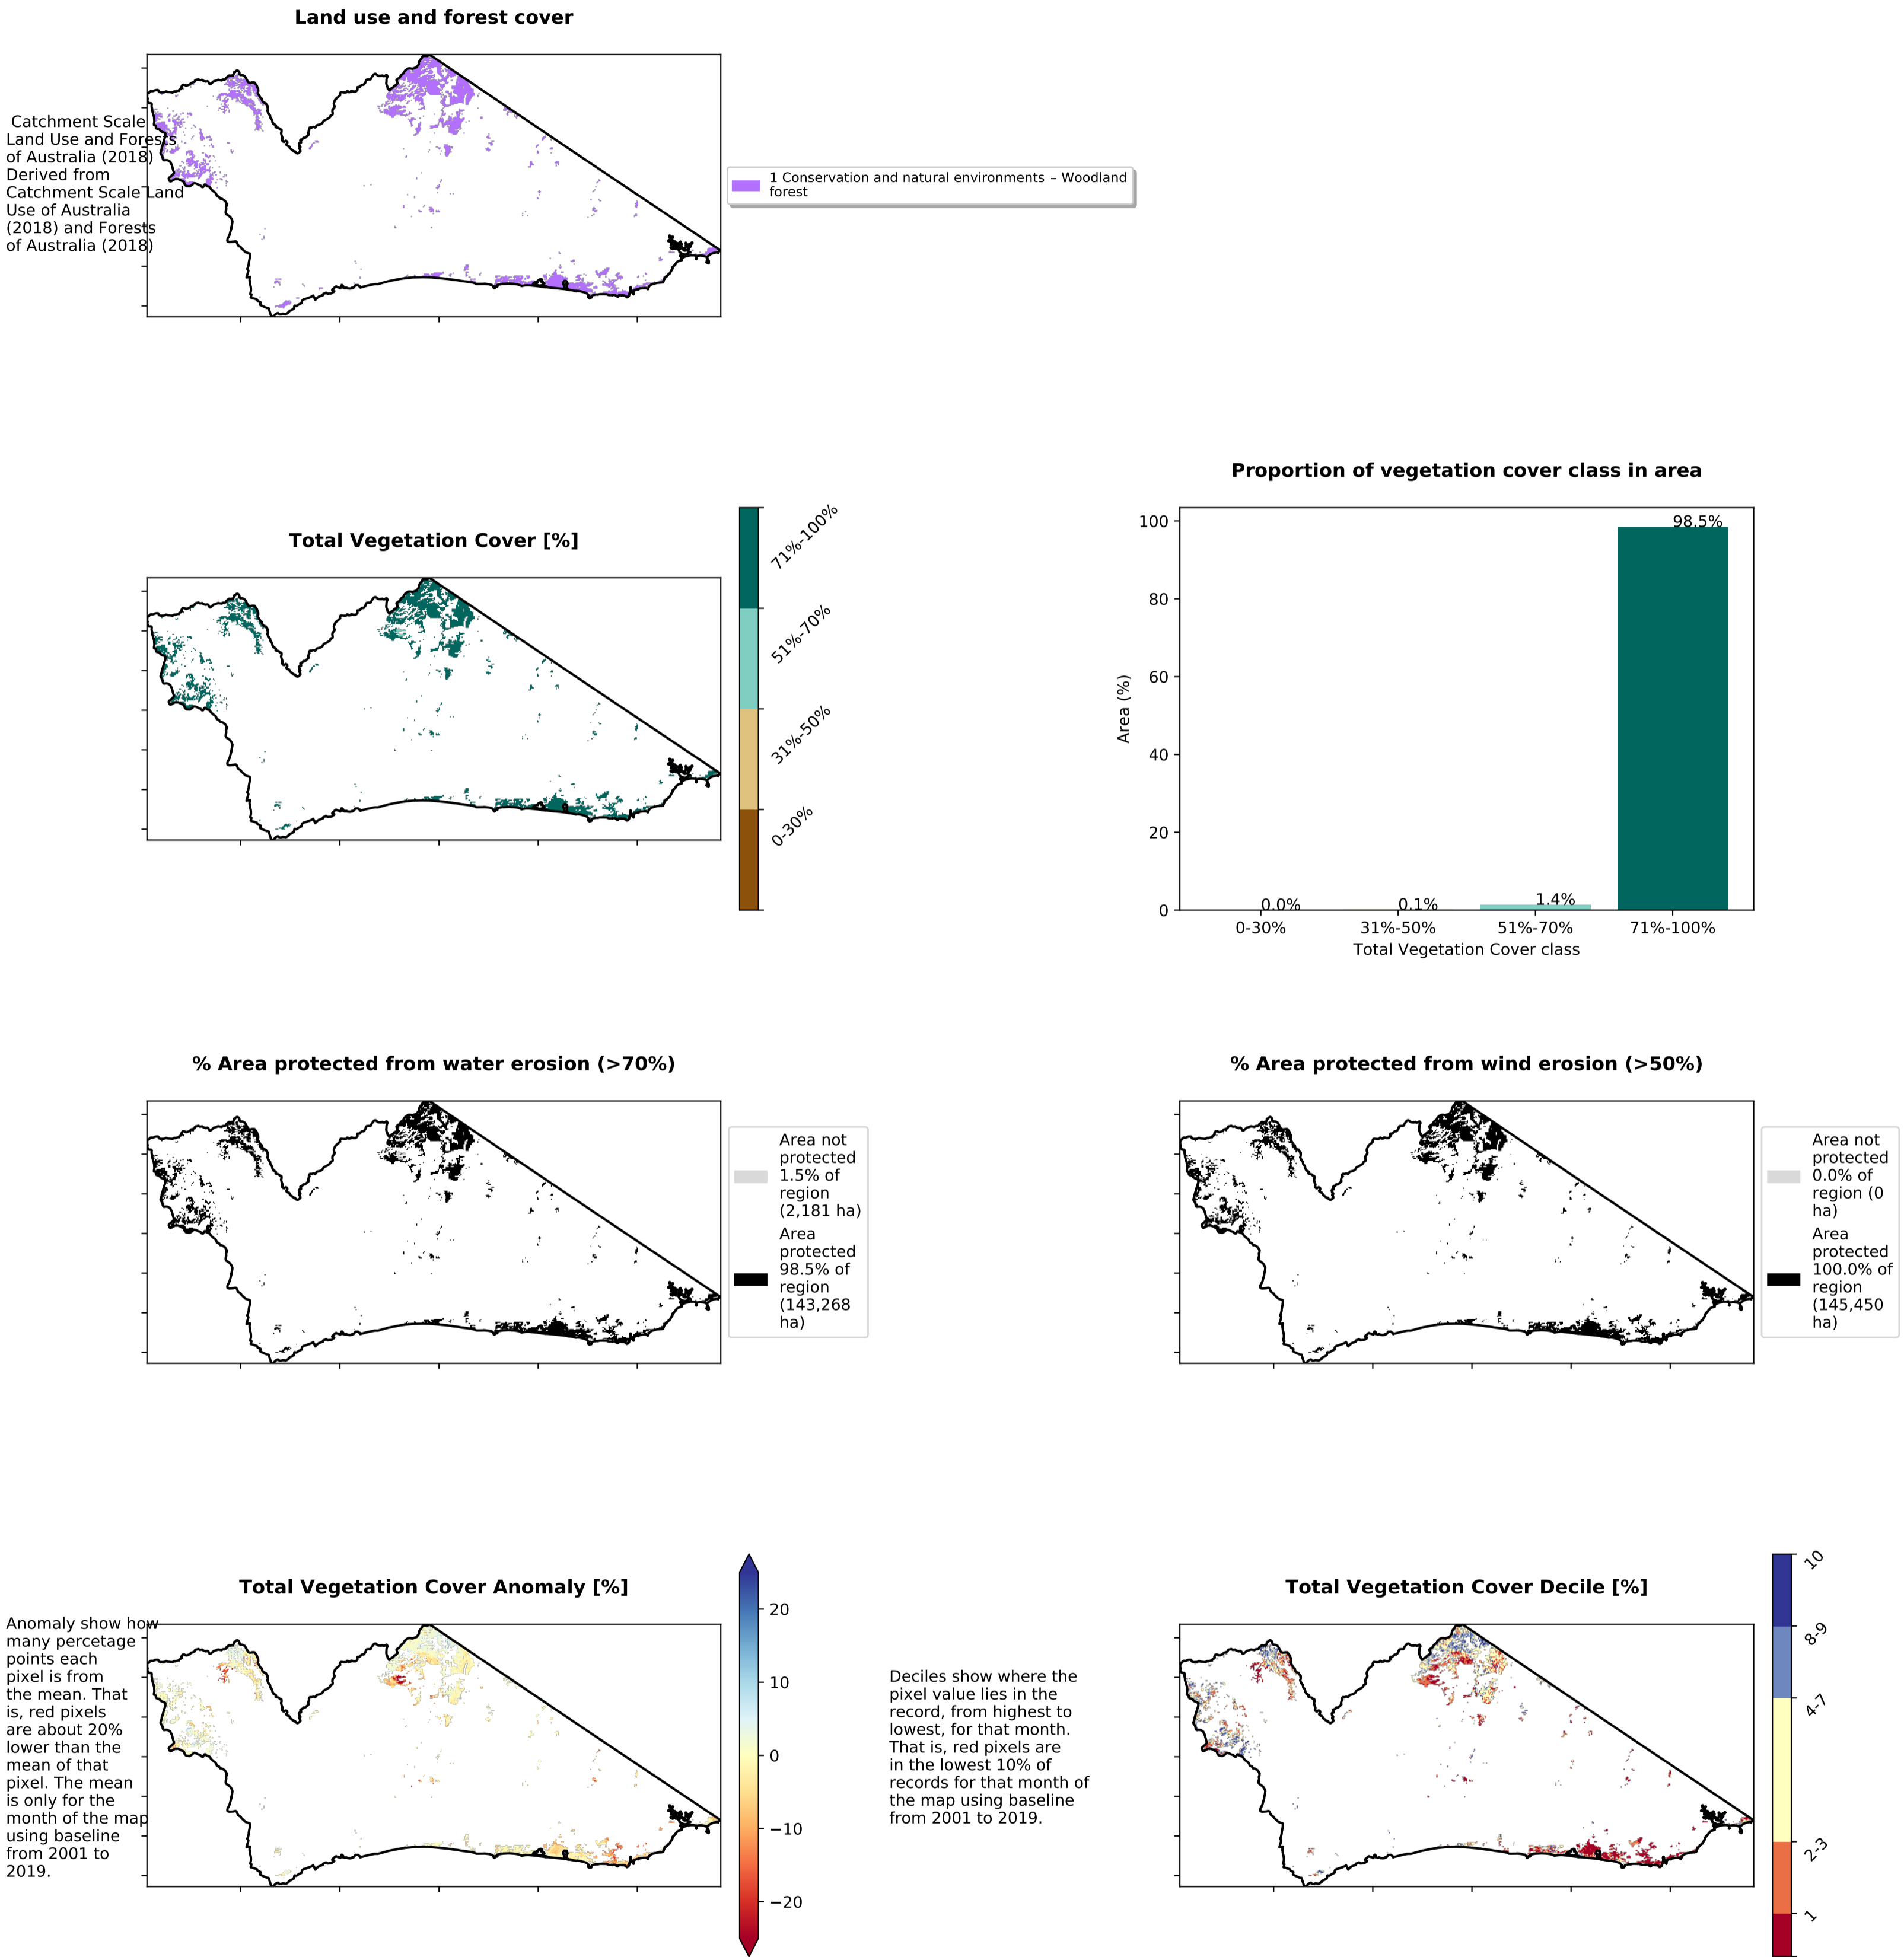 Land use and forest cover
Catchment Scale
Land Use and Forests
of Australia (2018)
Derived from
Catchment Scale Land
Use of Australia
(2018) and Forests
of Australia (2018)
1 Conservation and natural environments – Woodland
forest
Total Vegetation Cover [%]
71%-100%
51%-70%
31%-50%
0-30%
Proportion of vegetation cover class in area
Area (%)
100
80
60
40
20
0
0.0%
0.1%
1.4%
98.5%
0-30%
31%-50%
51%-70%
71%-100%
Total Vegetation Cover class
% Area protected from water erosion (>70%)
Area not
protected
1.5% of
region
(2,181 ha)
Area
protected
98.5% of
region
(143,268
ha)
% Area protected from wind erosion (>50%)
Area not
protected
0.0% of
region (0
ha)
Area
protected
100.0% of
region
(145,450
ha)
Total Vegetation Cover Anomaly [%]
Anomaly show how
many percetage
points each
pixel is from
the mean. That
is, red pixels
are about 20%
lower than the
mean of that
pixel. The mean
is only for the
month of the map
using baseline
from 2001 to
2019.
20
10
0
−10
−20
Deciles show where the
pixel value lies in the
record, from highest to
lowest, for that month.
That is, red pixels are
in the lowest 10% of
records for that month of
the map using baseline
from 2001 to 2019.
Total Vegetation Cover Decile [%]
10
8-9
4-7
2-3
1